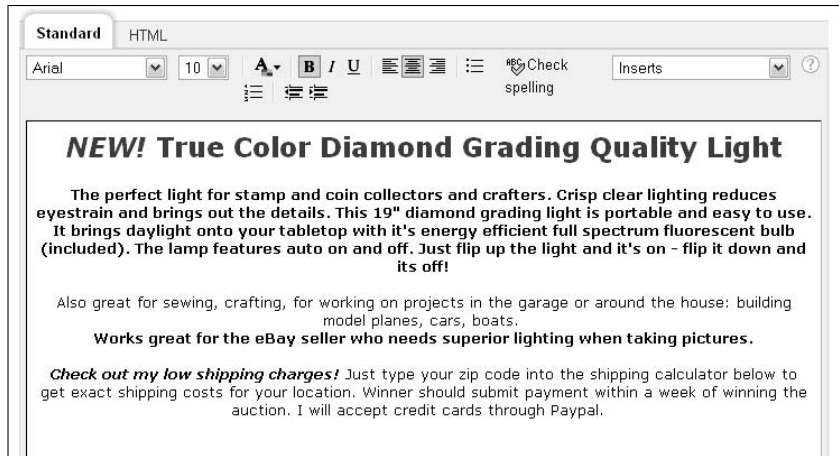 Standard HTML
Arial 10 A B I U ABC Check spelling Inserts ?
NEW! True Color Diamond Grading Quality Light
The perfect light for stamp and coin collectors and crafters. Crisp clear lighting reduces
eyestrain and brings out the details. This 19" diamond grading light is portable and easy to use.
It brings daylight onto your tabletop with it's energy efficient full spectrum fluorescent bulb
(included). The lamp features auto on and off. Just flip up the light and it's on - flip it down and
its off!
Also great for sewing, crafting, for working on projects in the garage or around the house: building
model planes, cars, boats.
Works great for the eBay seller who needs superior lighting when taking pictures.
Check out my low shipping charges! Just type your zip code into the shipping calculator below to
get exact shipping costs for your location. Winner should submit payment within a week of winning the
auction. I will accept credit cards through Paypal.